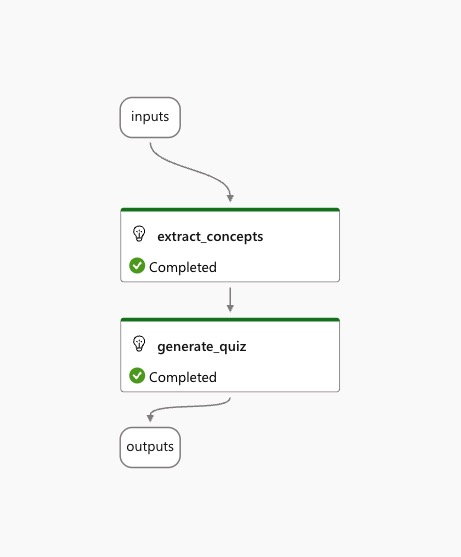 inputs
extract_concepts
Completed
generate_quiz
Completed
outputs